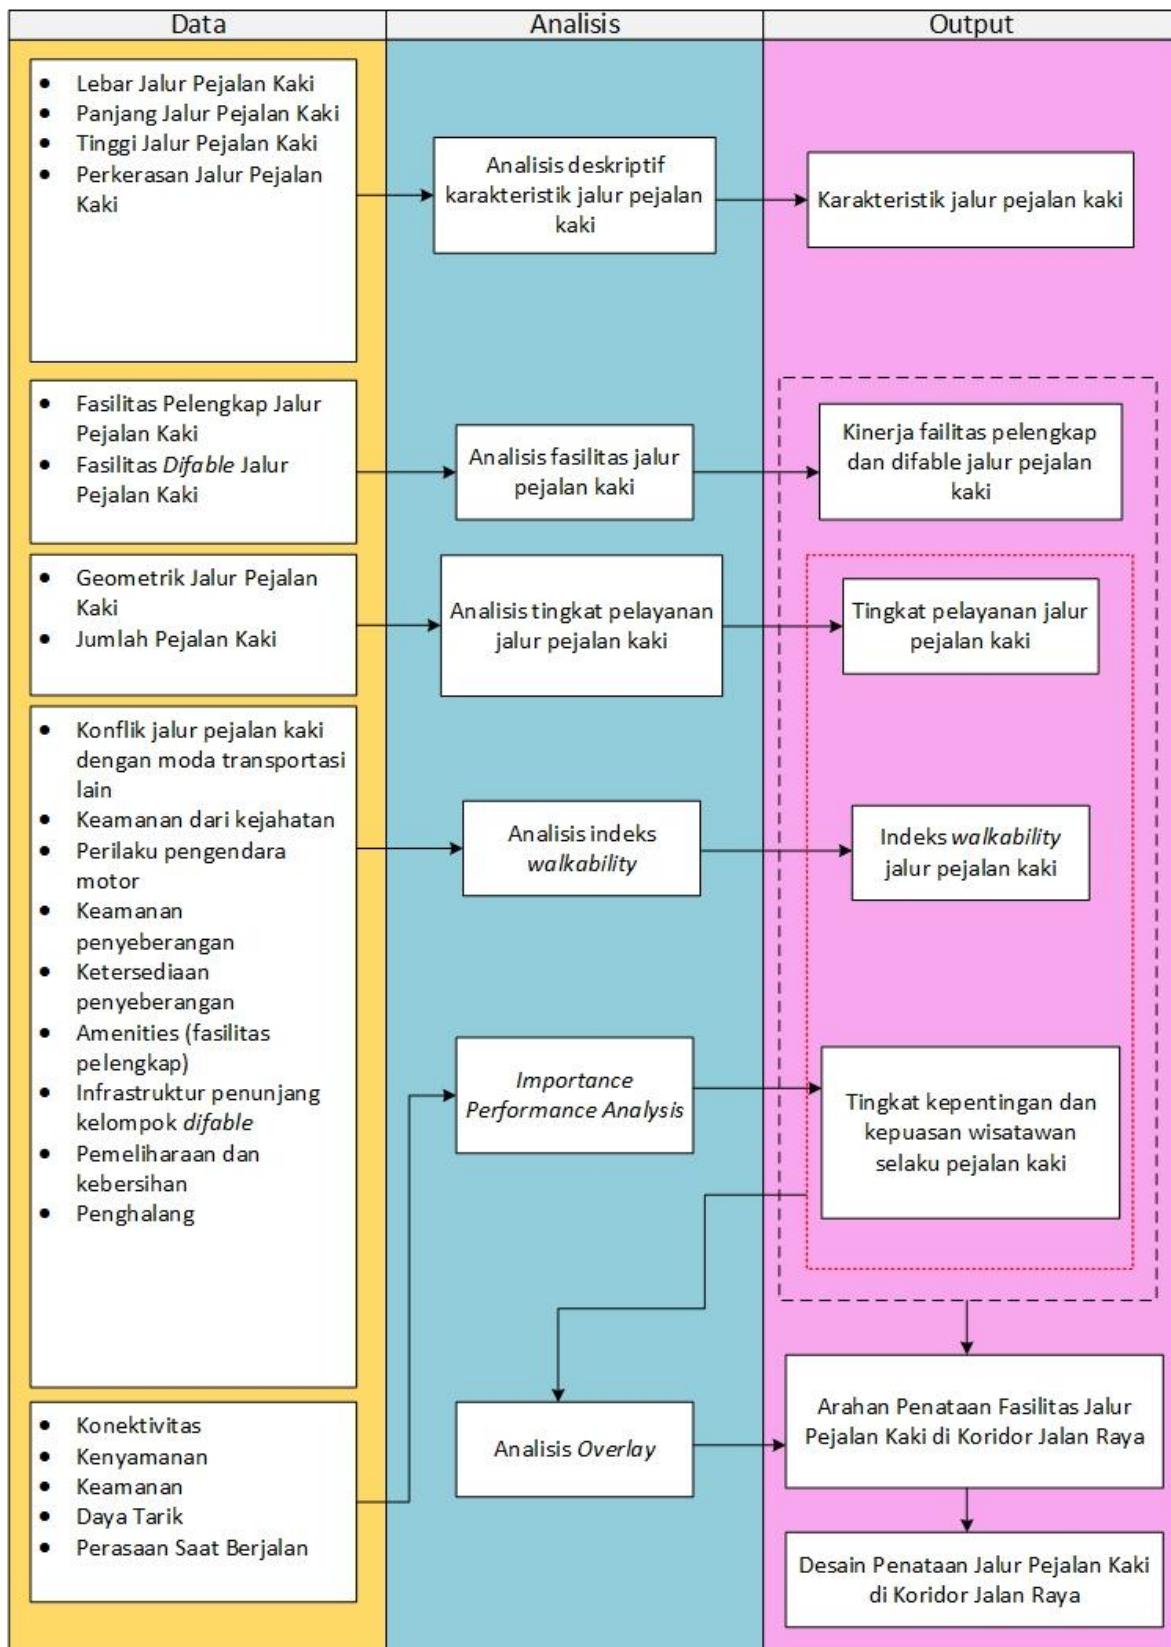 Data
Analisis
Output
• Lebar Jalur Pejalan Kaki
• Panjang Jalur Pejalan Kaki
• Tinggi Jalur Pejalan Kaki
• Perkerasan Jalur Pejalan
Kaki
Analisis deskriptif
karakteristik jalur pejalan
kaki
Karakteristik jalur pejalan kaki
• Fasilitas Pelengkap Jalur
Pejalan Kaki
• Fasilitas Difable Jalur
Pejalan Kaki
Analisis fasilitas jalur
pejalan kaki
Kinerja failitas pelengkap
dan difable jalur pejalan
kaki
• Geometrik Jalur Pejalan
Kaki
• Jumlah Pejalan Kaki
Analisis tingkat pelayanan
jalur pejalan kaki
Tingkat pelayanan jalur
pejalan kaki
• Konflik jalur pejalan kaki
dengan moda transportasi
lain
• Keamanan dari kejahatan
• Perilaku pengendara
motor
• Keamanan
penyeberangan
• Ketersediaan
penyeberangan
• Amenities (fasilitas
pelengkap)
• Infrastruktur penunjang
kelompok difable
• Pemeliharaan dan
kebersihan
• Penghalang
Analisis indeks
walkability
Indeks walkability
jalur pejalan kaki
Importance
Performance Analysis
Tingkat kepentingan dan
kepuasan wisatawan
selaku pejalan kaki
• Konektivitas
• Kenyamanan
• Keamanan
• Daya Tarik
• Perasaan Saat Berjalan
Analisis Overlay
Arahan Penataan Fasilitas Jalur
Pejalan Kaki di Koridor Jalan Raya
Desain Penataan Jalur Pejalan Kaki
di Koridor Jalan Raya